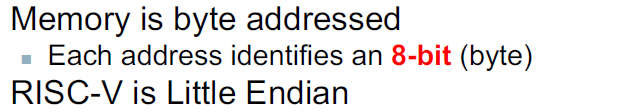 Memory is byte addressed
Each address identifies an 8-bit (byte)
RISC-V is Little Endian